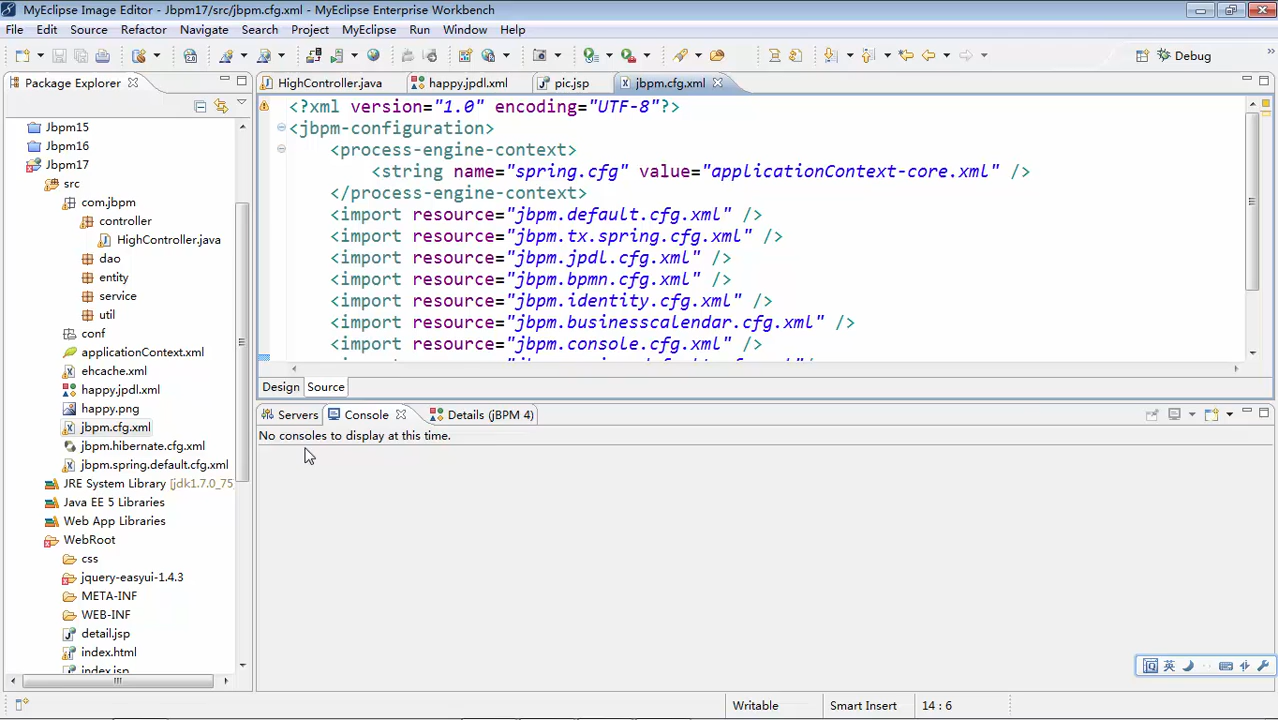 MyEclipse Image Editor - Jbpm17/src/jbpm.cfg.xml - MyEclipse Enterprise Workbench
File Edit Source Refactor Navigate Search Project MyEclipse Run Window Help
Debug
Package Explorer
HighController.java happy.jpdl.xml pic.jsp jbpm.cfg.xml
Jbpm15
Jbpm16
Jbpm17
src
com.jbpm
controller
HighController.java
dao
entity
service
util
conf
applicationContext.xml
ehcache.xml
happy.jpdl.xml
happy.png
jbpm.cfg.xml
jbpm.hibernate.cfg.xml
jbpm.spring.default.cfg.xml
JRE System Library [jdk1.7.0_75
Java EE 5 Libraries
Web App Libraries
WebRoot
css
jquery-easyui-1.4.3
META-INF
WEB-INF
detail.jsp
index.html
index.jsp
<?xml version="1.0" encoding="UTF-8"?>
<jbpm-configuration>
<process-engine-context>
<string name="spring.cfg" value="applicationContext-core.xml" />
</process-engine-context>
<import resource="jbpm.default.cfg.xml" />
<import resource="jbpm.tx.spring.cfg.xml" />
<import resource="jbpm.jpdl.cfg.xml" />
<import resource="jbpm.bpmn.cfg.xml" />
<import resource="jbpm.identity.cfg.xml" />
<import resource="jbpm.businesscalendar.cfg.xml" />
<import resource="jbpm.console.cfg.xml" />
Design Source
Servers Console Details (jBPM 4)
No consoles to display at this time.
英
Writable Smart Insert 14 : 6